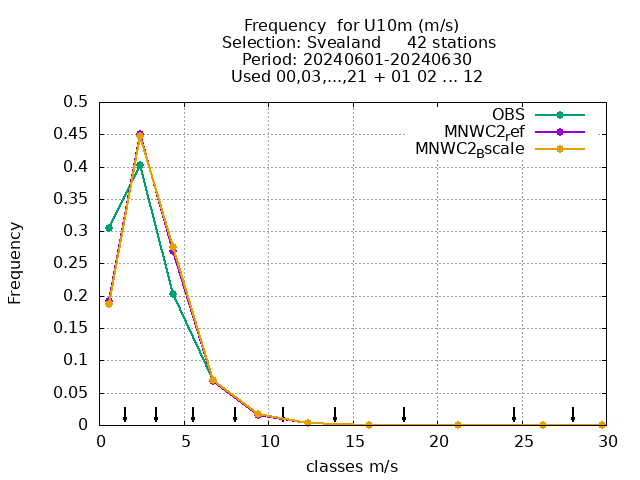 Frequency  for U10m (m/s)
Selection: Svealand     42 stations
Period: 20240601-20240630
Used 00,03,...,21 + 01 02 ... 12
OBS
MNWC2ref
MNWC2Bscale
0.5
0.45
0.4
0.35
0.3
0.25
0.2
0.15
0.1
0.05
0
Frequency
0 5 10 15 20 25 30
classes m/s